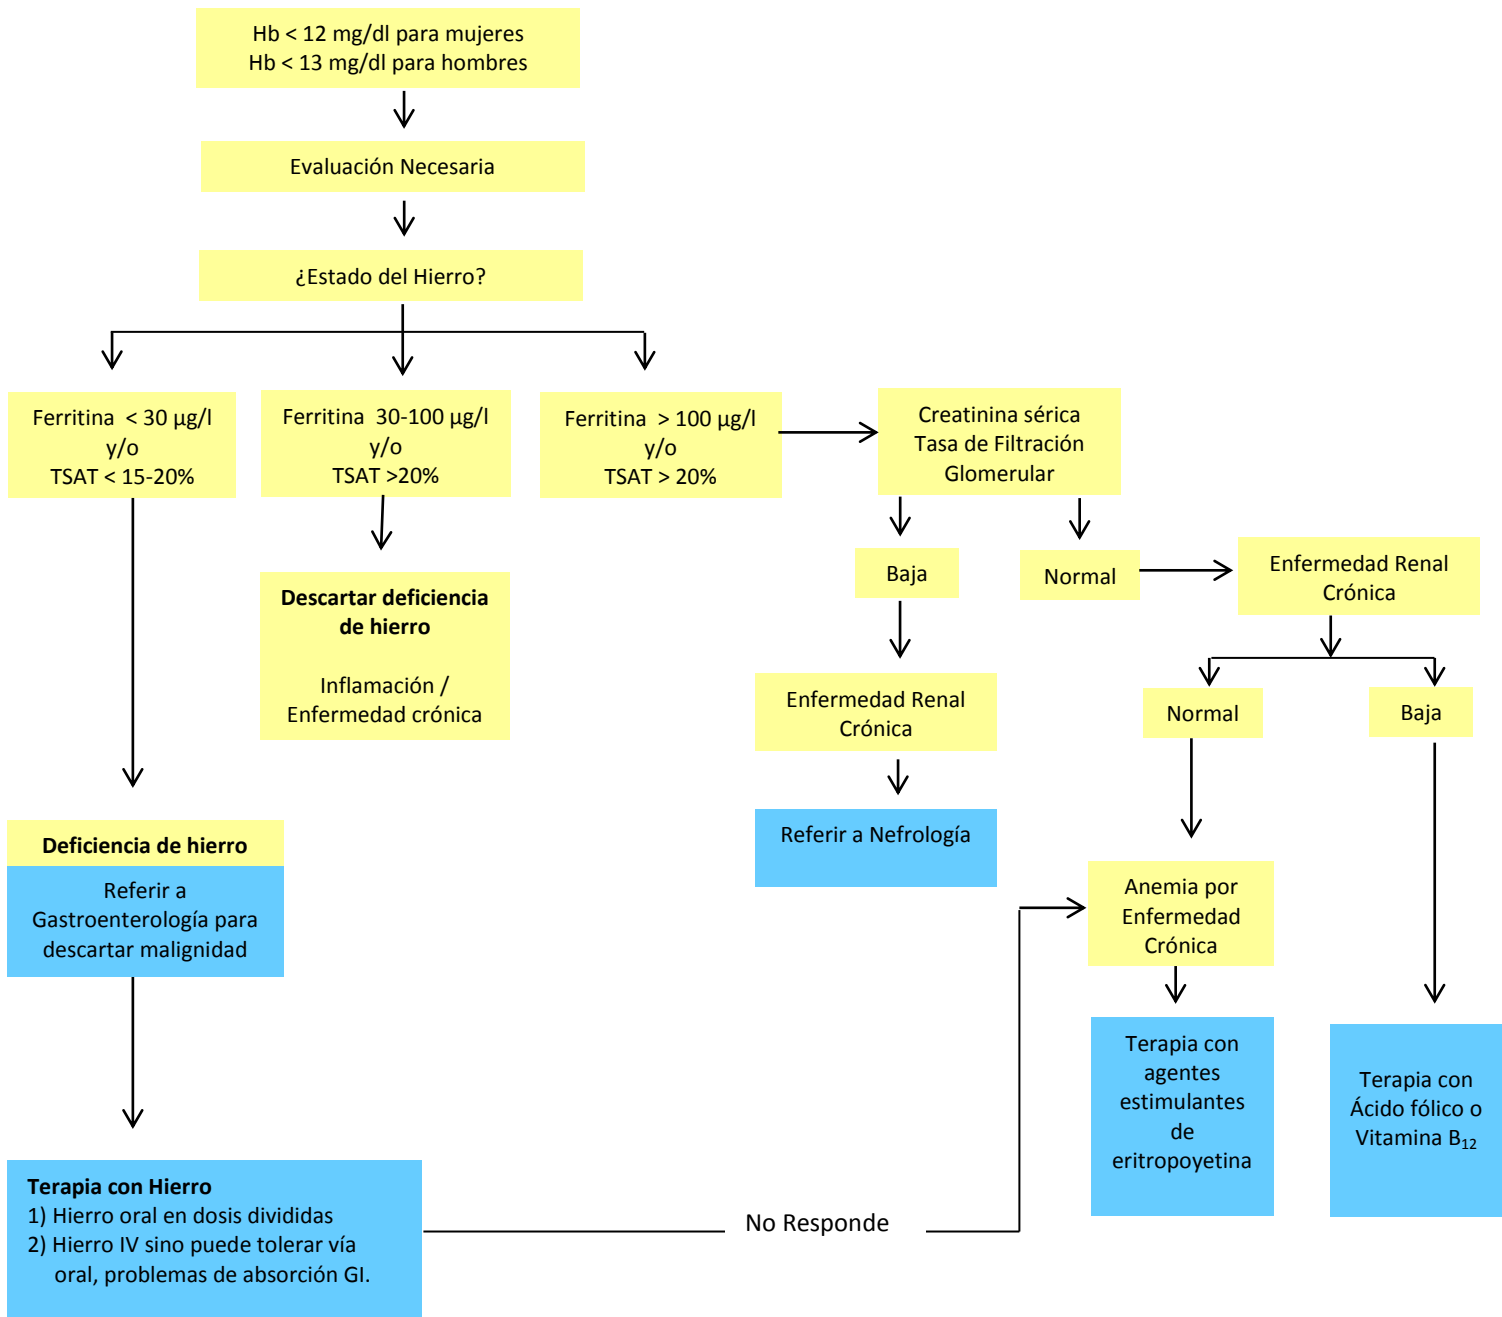 Hb < 12 mg/dl para mujeres
Hb < 13 mg/dl para hombres
Evaluación Necesaria
¿Estado del Hierro?
Ferritina < 30 µg/l
y/o
TSAT < 15-20%
Ferritina 30-100 µg/l
y/o
TSAT >20%
Ferritina > 100 µg/l
y/o
TSAT > 20%
Creatinina sérica
Tasa de Filtración
Glomerular
Baja
Normal
Enfermedad Renal
Crónica
Descartar deficiencia
de hierro
Inflamación /
Enfermedad crónica
Enfermedad Renal
Crónica
Normal
Baja
Referir a Nefrología
Deficiencia de hierro
Referir a
Gastroenterología para
descartar malignidad
Anemia por
Enfermedad
Crónica
Terapia con
agentes
estimulantes
de
eritropoyetina
Terapia con
Ácido fólico o
Vitamina B₁₂
Terapia con Hierro
1) Hierro oral en dosis divididas
2) Hierro IV sino puede tolerar vía
oral, problemas de absorción GI.
No Responde